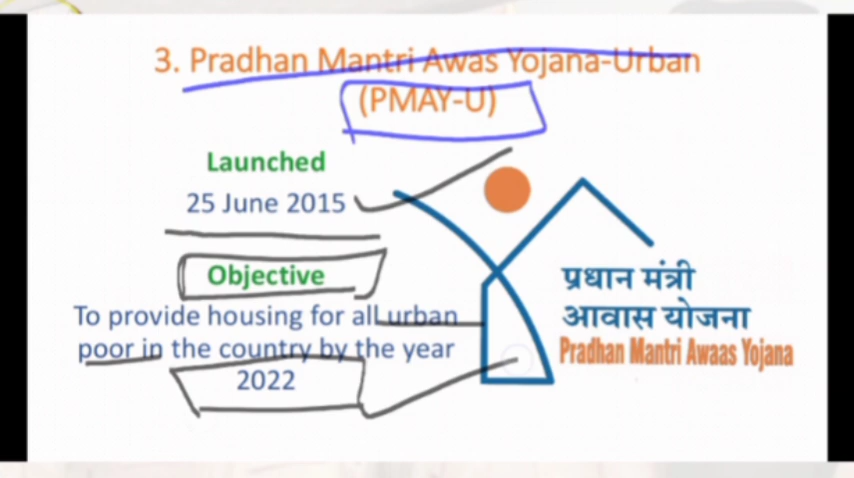 3. Pradhan Mantri Awas Yojana-Urban
(PMAY-U)
Launched
25 June 2015
Objective
To provide housing for all urban
poor in the country by the year
2022
प्रधान मंत्री
आवास योजना
Pradhan Mantri Awaas Yojana